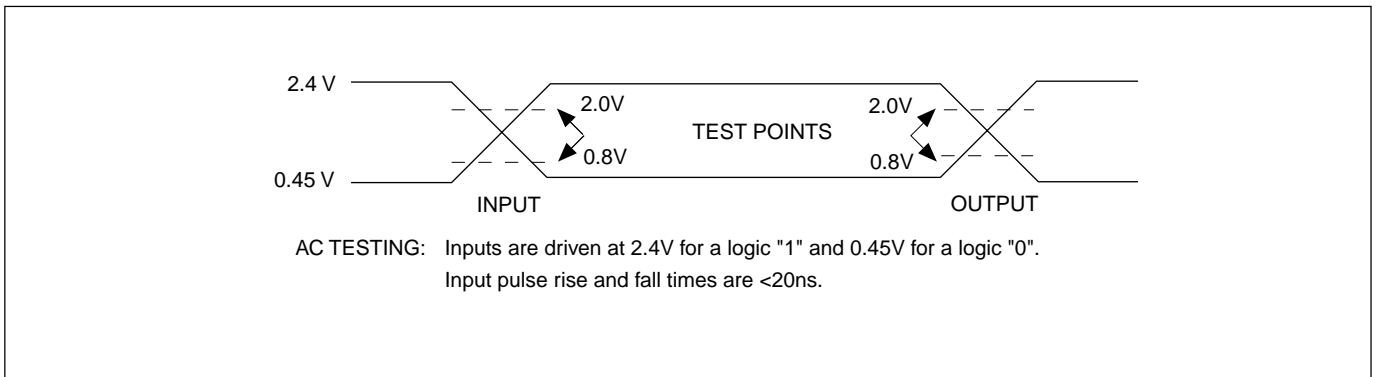 2.4 V
2.0V
2.0V
TEST POINTS
0.8V
0.8V
0.45 V
INPUT
OUTPUT
AC TESTING: Inputs are driven at 2.4V for a logic "1" and 0.45V for a logic "0".
Input pulse rise and fall times are <20ns.